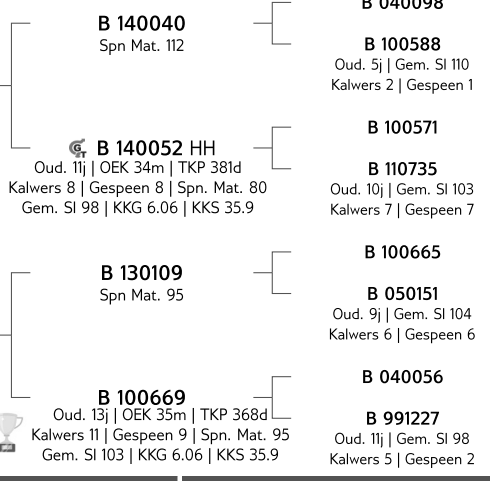 B 040098
B 140040
Spn Mat. 112
B 100588
Oud. 5j | Gem. SI 110
Kalwers 2 | Gespeen 1
B 100571
GT B 140052 HH
Oud. 11j | OEK 34m | TKP 381d
Kalwers 8 | Gespeen 8 | Spn. Mat. 80
Gem. SI 98 | KKG 6.06 | KKS 35.9
B 110735
Oud. 10j | Gem. SI 103
Kalwers 7 | Gespeen 7
B 100665
B 130109
Spn Mat. 95
B 050151
Oud. 9j | Gem. SI 104
Kalwers 6 | Gespeen 6
B 040056
B 100669
Oud. 13j | OEK 35m | TKP 368d
Kalwers 11 | Gespeen 9 | Spn. Mat. 95
Gem. SI 103 | KKG 6.06 | KKS 35.9
B 991227
Oud. 11j | Gem. SI 98
Kalwers 5 | Gespeen 2